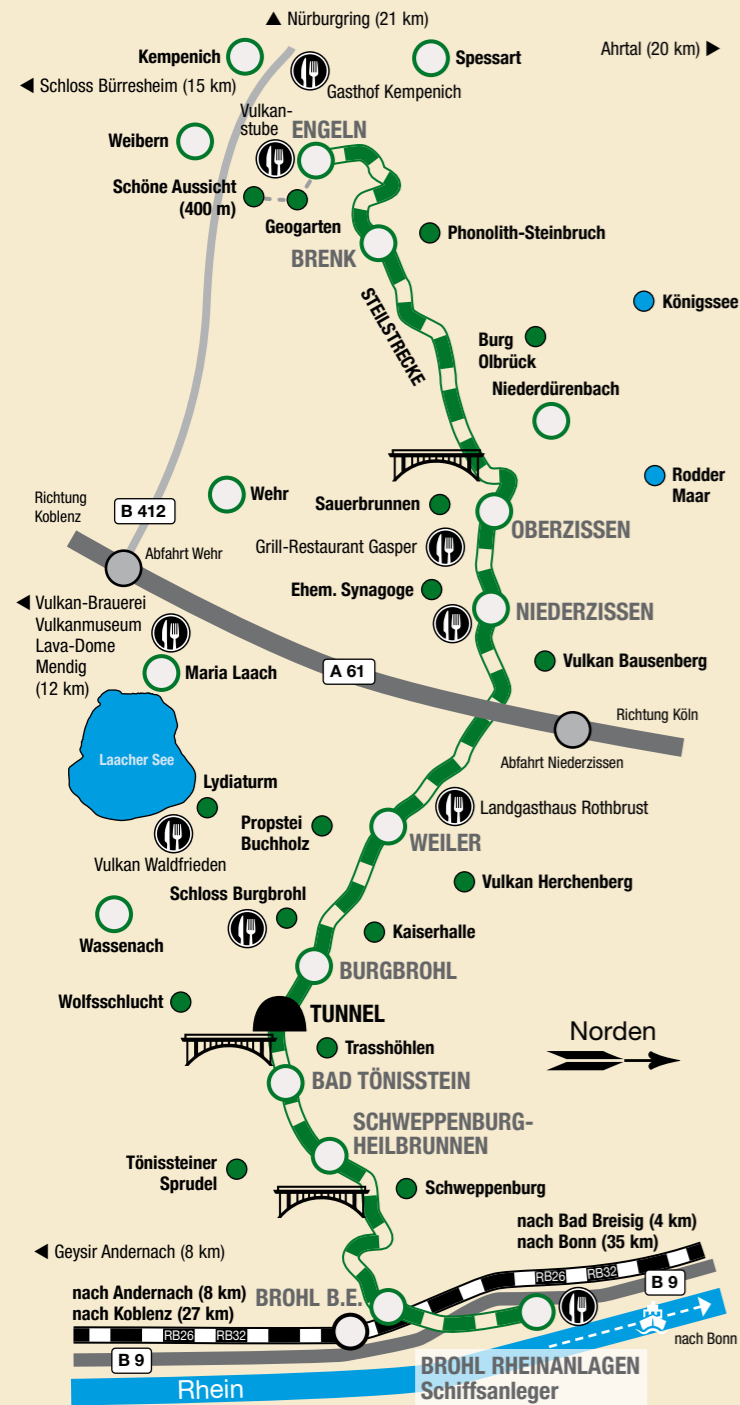 ▲ Nürburgring (21 km)
Kempenich
Spessart
Ahrtal (20 km) ▶
◀ Schloss Bürresheim (15 km)
Gasthof Kempenich
Vulkan-
stube
ENGELN
Weibern
Schöne Aussicht
(400 m)
Geogarten
Phonolith-Steinbruch
BRENK
STEILSTRECKE
Königssee
Burg
Olbrück
Niederdürenbach
Rodder
Maar
Wehr
Richtung
Koblenz
B 412
Sauerbrunnen
OBERZISSEN
Abfahrt Wehr
Grill-Restaurant Gasper
Ehem. Synagoge
NIEDERZISSEN
◀ Vulkan-Brauerei
Vulkanmuseum
Lava-Dome
Mendig
(12 km)
Maria Laach
A 61
Vulkan Bausenberg
Richtung Köln
Abfahrt Niederzissen
Laacher See
Lydiaturm
Landgasthaus Rothbrust
Propstei
Buchholz
WEILER
Vulkan Waldfrieden
Vulkan Herchenberg
Schloss Burgbrohl
Kaiserhalle
Wassenach
BURGBROHL
Wolfsschlucht
TUNNEL
Norden
Trasshöhlen
BAD TÖNISSTEIN
SCHWEPPENBURG-
HEILBRUNNEN
Tönissteiner
Sprudel
Schweppenburg
nach Bad Breisig (4 km)
nach Bonn (35 km)
◀ Geysir Andernach (8 km)
RB26
RB32
B 9
nach Andernach (8 km)
nach Koblenz (27 km)
BROHL B.E.
RB26
RB32
nach Bonn
B 9
BROHL RHEINANLAGEN
Schiffsanleger
Rhein